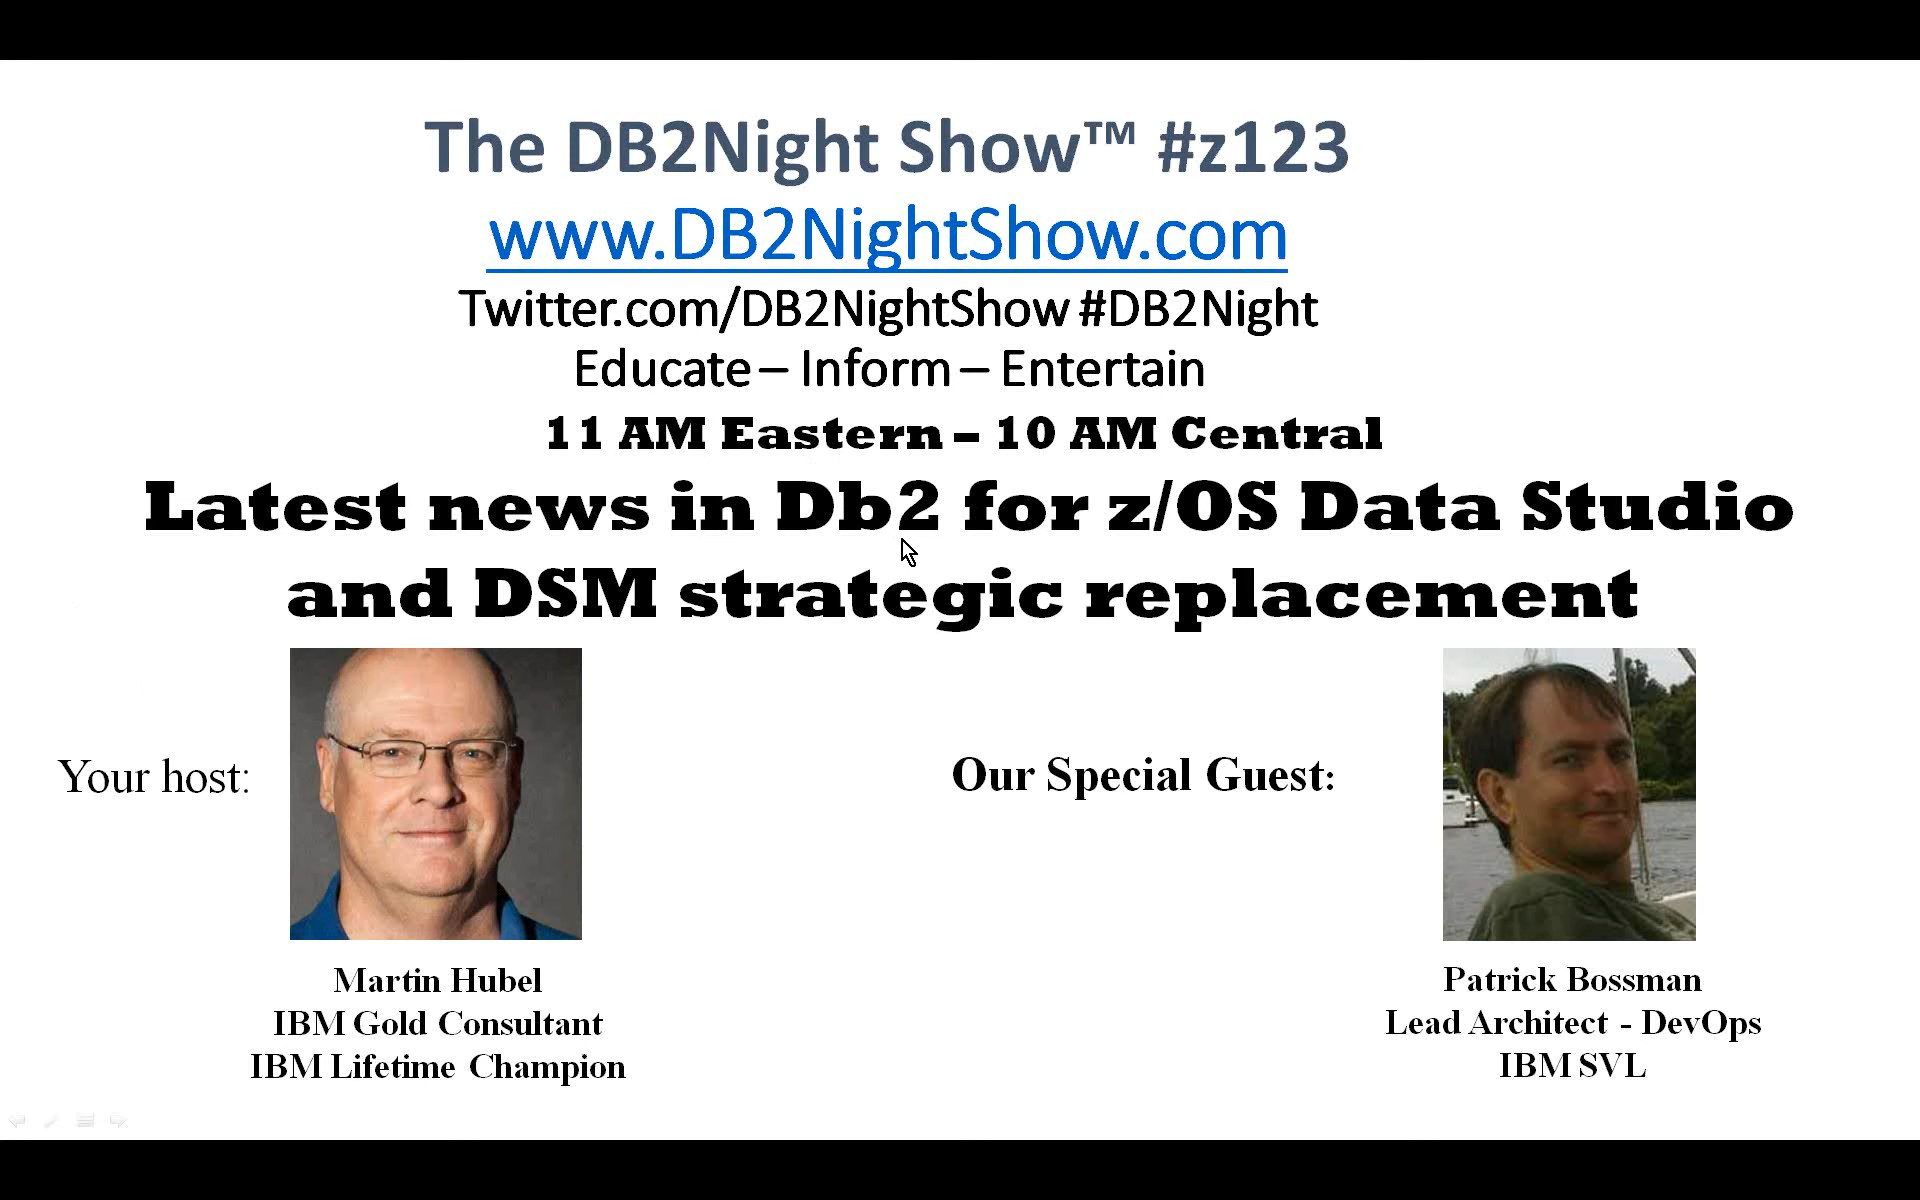 The DB2Night Show™ #z123
www.DB2NightShow.com
Twitter.com/DB2NightShow #DB2Night
Educate – Inform – Entertain
11 AM Eastern – 10 AM Central
Latest news in Db2 for z/OS Data Studio
and DSM strategic replacement
Your host:
Our Special Guest:
Martin Hubel
IBM Gold Consultant
IBM Lifetime Champion
Patrick Bossman
Lead Architect - DevOps
IBM SVL